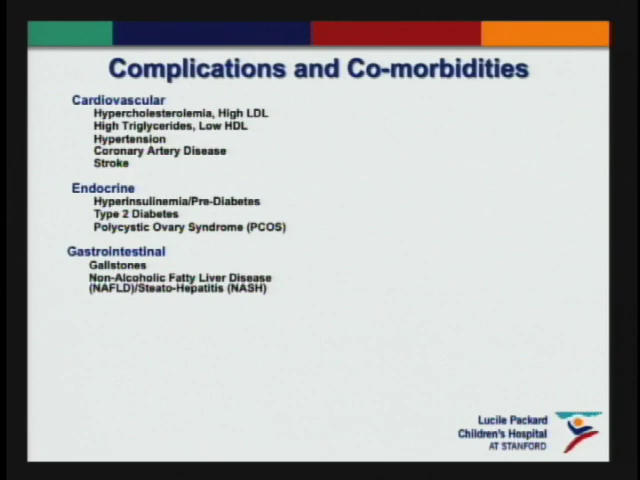 Complications and Co-morbidities
Cardiovascular
Hypercholesterolemia, High LDL
High Triglycerides, Low HDL
Hypertension
Coronary Artery Disease
Stroke
Endocrine
Hyperinsulinemia/Pre-Diabetes
Type 2 Diabetes
Polycystic Ovary Syndrome (PCOS)
Gastrointestinal
Gallstones
Non-Alcoholic Fatty Liver Disease
(NAFLD)/Steato-Hepatitis (NASH)
Lucile Packard
Children's Hospital
AT STANFORD